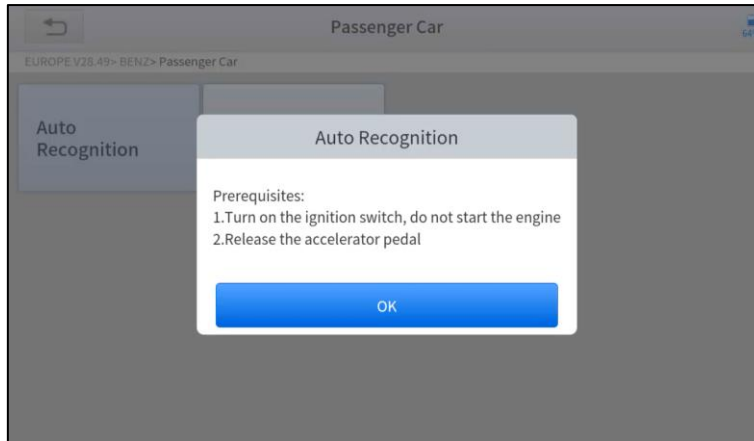 Passenger Car
EUROPE V28.49> BENZ> Passenger Car
Auto
Recognition
Auto Recognition
Prerequisites:
1.Turn on the ignition switch, do not start the engine
2.Release the accelerator pedal
OK